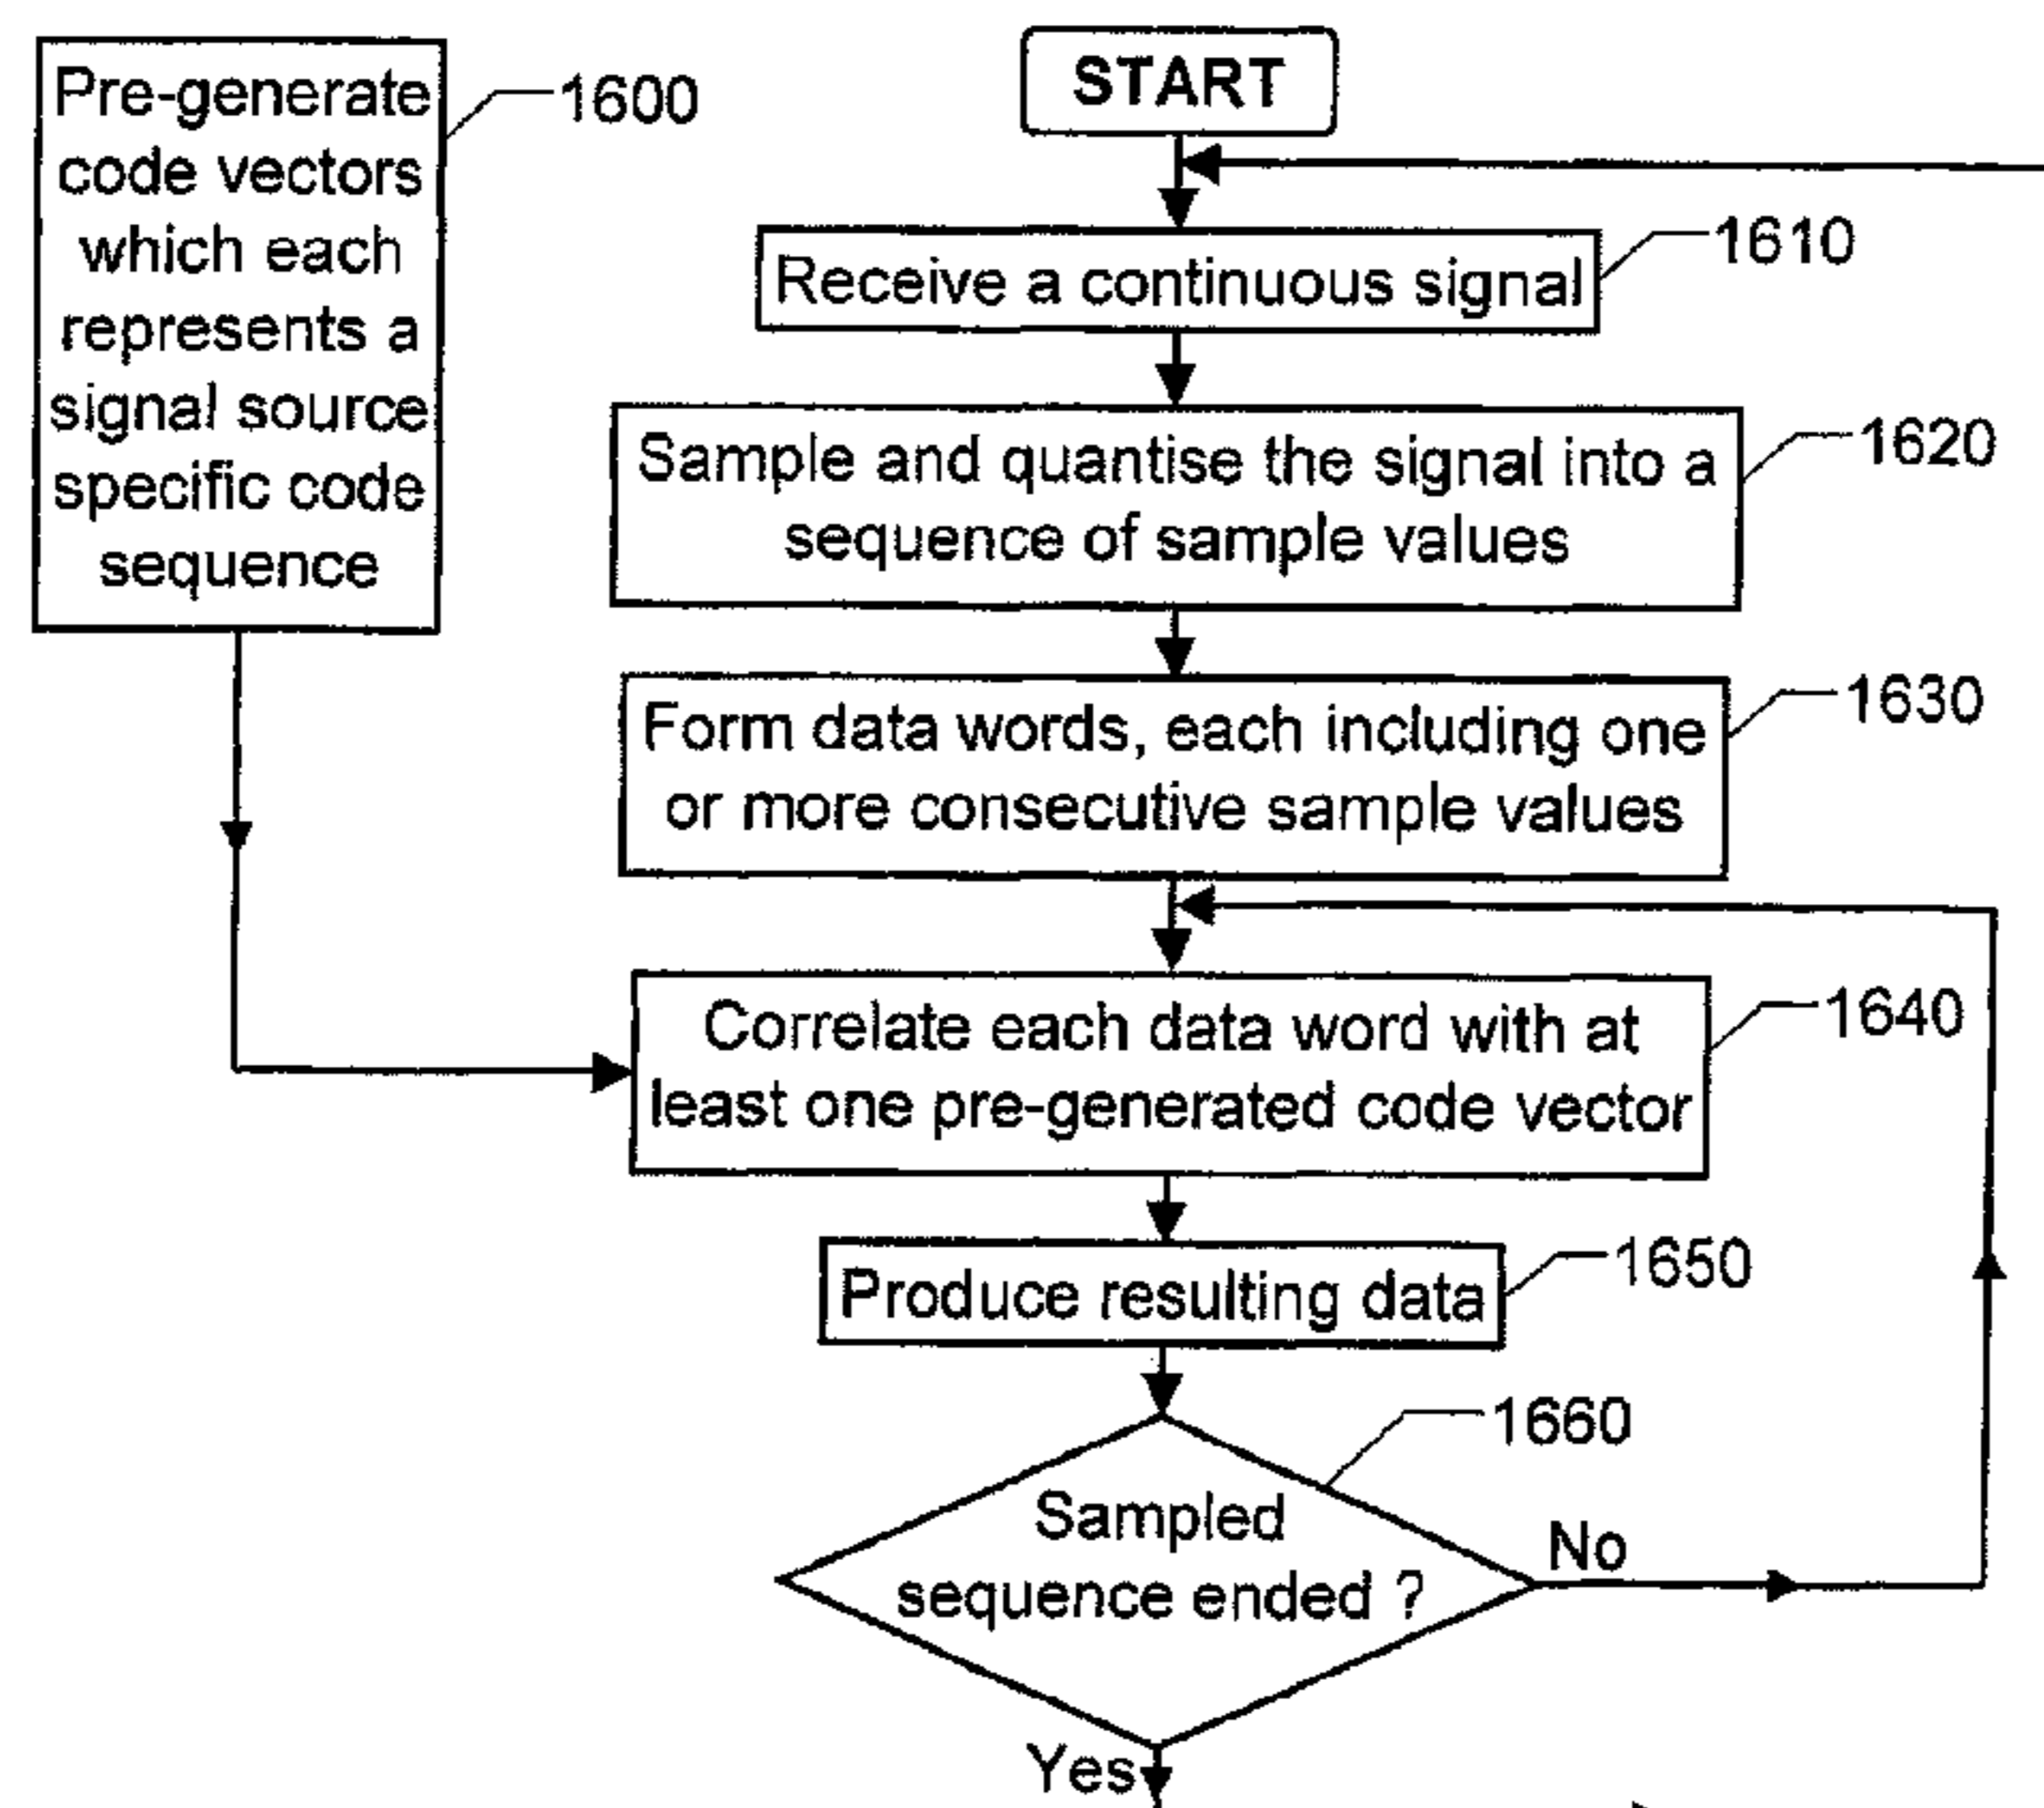 Pre-generate
code vectors
which each
represents a
signal source
specific code
sequence
1600
START
Receive a continuous signal
1610
Sample and quantise the signal into a
sequence of sample values
1620
Form data words, each including one
or more consecutive sample values
1630
Correlate each data word with at
least one pre-generated code vector
1640
Produce resulting data
1650
Sampled
sequence ended ?
1660
No
Yes